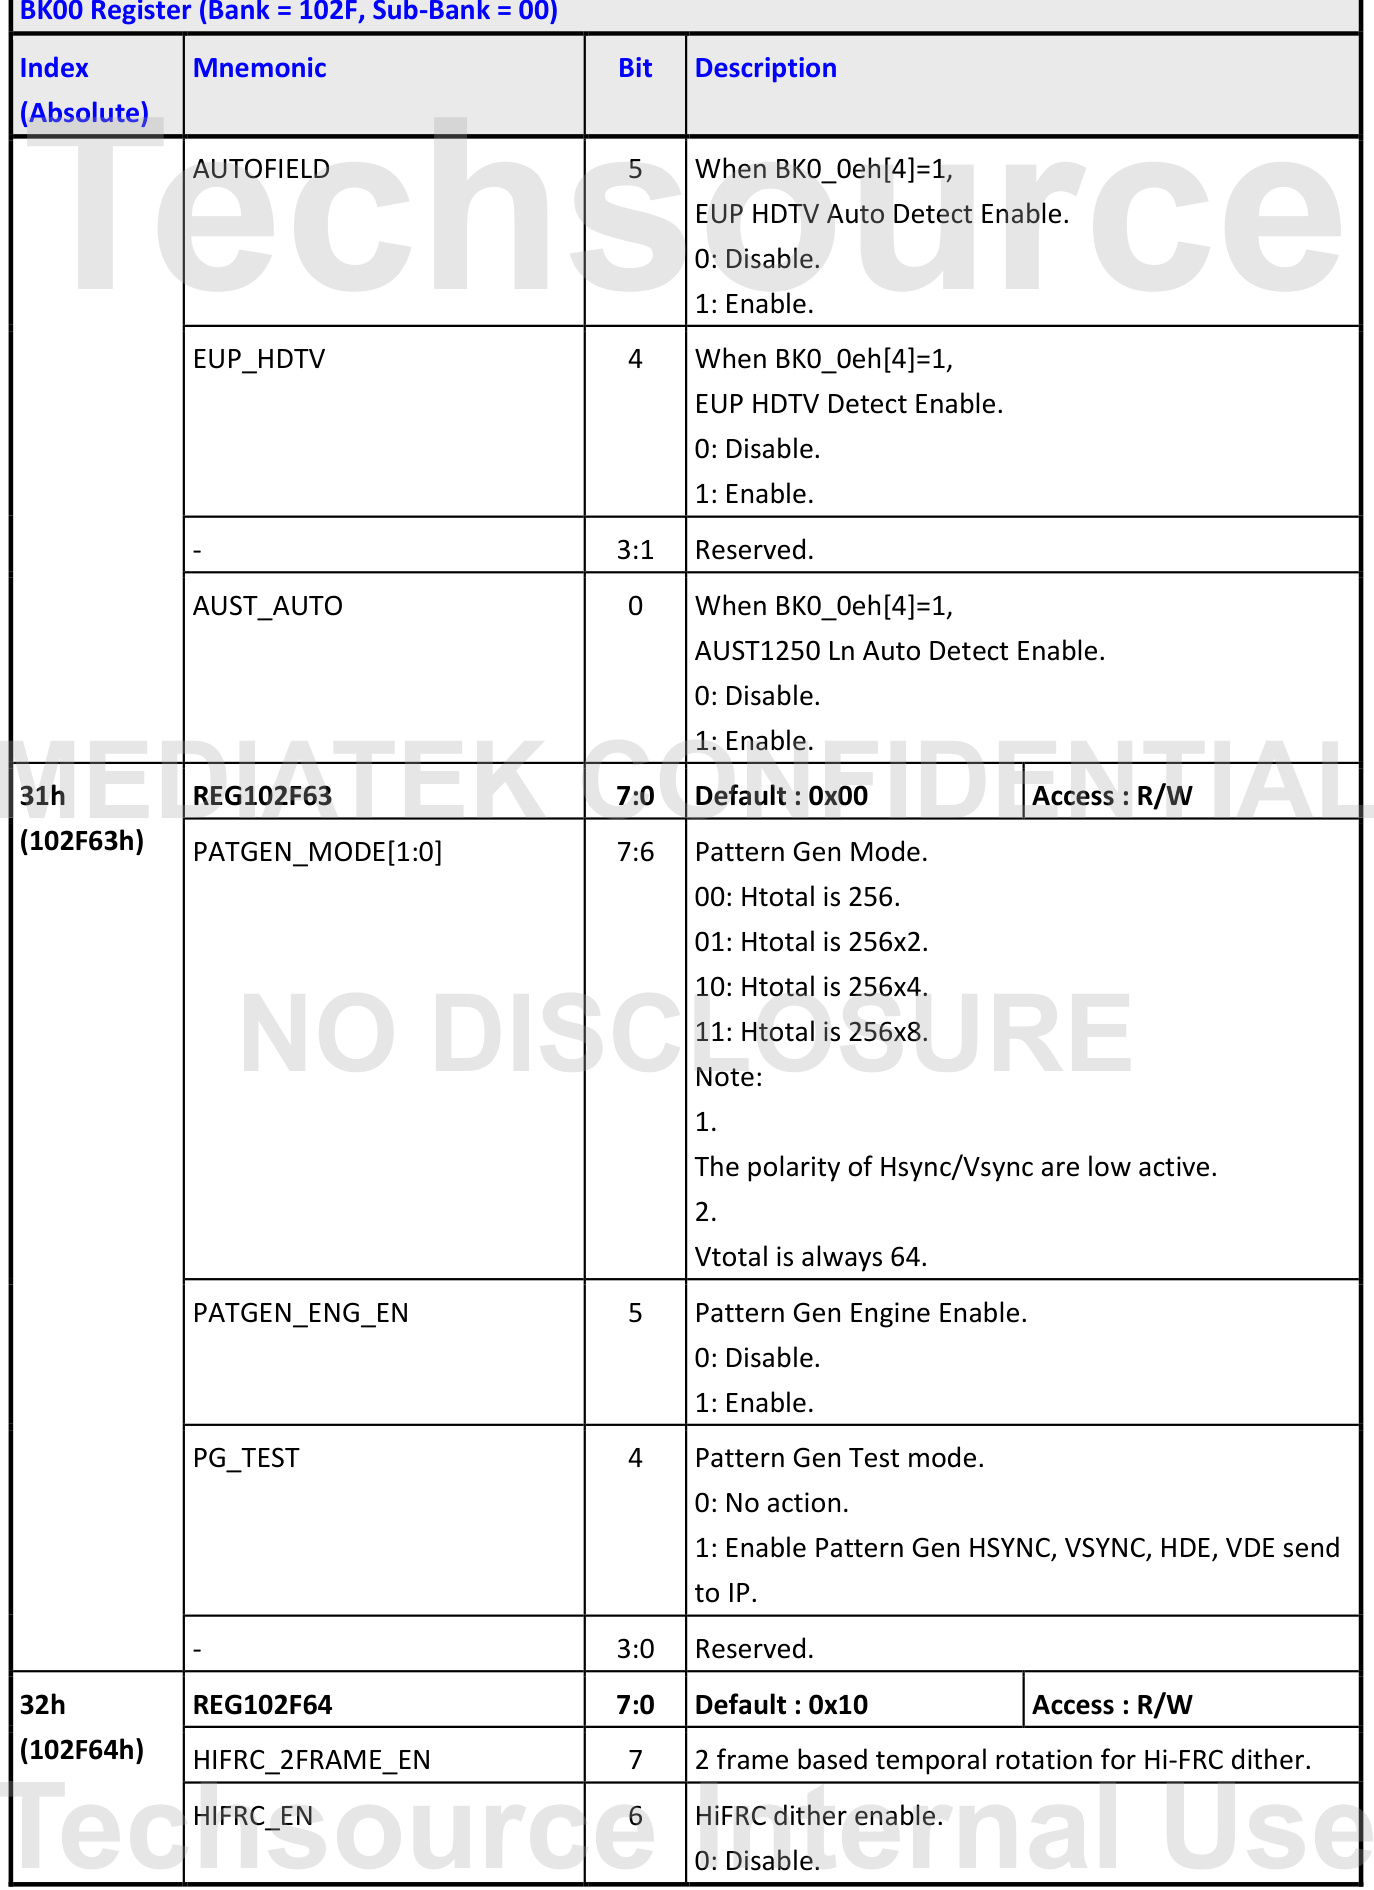 BK00 Register (Bank = 102F, Sub-Bank = 00)
Index (Absolute) Mnemonic Bit Description
AUTOFIELD 5 When BK0_0eh[4]=1,
EUP HDTV Auto Detect Enable.
0: Disable.
1: Enable.
EUP_HDTV 4 When BK0_0eh[4]=1,
EUP HDTV Detect Enable.
0: Disable.
1: Enable.
- 3:1 Reserved.
AUST_AUTO 0 When BK0_0eh[4]=1,
AUST1250 Ln Auto Detect Enable.
0: Disable.
1: Enable.
31h REG102F63 7:0 Default : 0x00 Access : R/W
(102F63h) PATGEN_MODE[1:0] 7:6 Pattern Gen Mode.
00: Htotal is 256.
01: Htotal is 256x2.
10: Htotal is 256x4.
11: Htotal is 256x8.
Note:
1.
The polarity of Hsync/Vsync are low active.
2.
Vtotal is always 64.
PATGEN_ENG_EN 5 Pattern Gen Engine Enable.
0: Disable.
1: Enable.
PG_TEST 4 Pattern Gen Test mode.
0: No action.
1: Enable Pattern Gen HSYNC, VSYNC, HDE, VDE send
to IP.
- 3:0 Reserved.
32h REG102F64 7:0 Default : 0x10 Access : R/W
(102F64h) HIFRC_2FRAME_EN 7 2 frame based temporal rotation for Hi-FRC dither.
HIFRC_EN 6 HiFRC dither enable.
0: Disable.
Techsource
MEDIATEK CONFIDENTIAL
NO DISCLOSURE
Techsource Internal Use